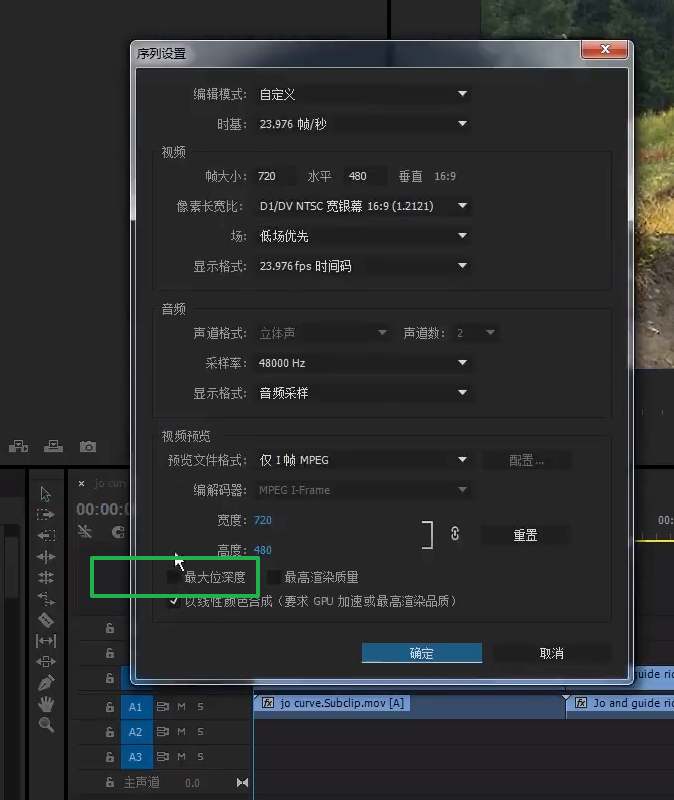 序列设置
编辑模式: 自定义
时基: 23.976 帧/秒
视频
帧大小: 720 水平 480 垂直 16:9
像素长宽比: D1/DV NTSC 宽银幕 16:9 (1.2121)
场: 低场优先
显示格式: 23.976fps 时间码
音频
声道格式: 立体声 声道数: 2
采样率: 48000 Hz
显示格式: 音频采样
视频预览
预览文件格式: 仅 I 帧 MPEG 配置...
编解码器: MPEG I-Frame
宽度: 720
重置
高度: 480
最大位深度 最高渲染质量
以线性颜色合成（要求 GPU 加速或最高渲染品质）
确定 取消
× jo cur
00:00:0
00:
guide ri
A1 M S fx jo curve.Subclip.mov [A] fx Jo and guide ri
A2 M S
A3 M S
主声道 0.0